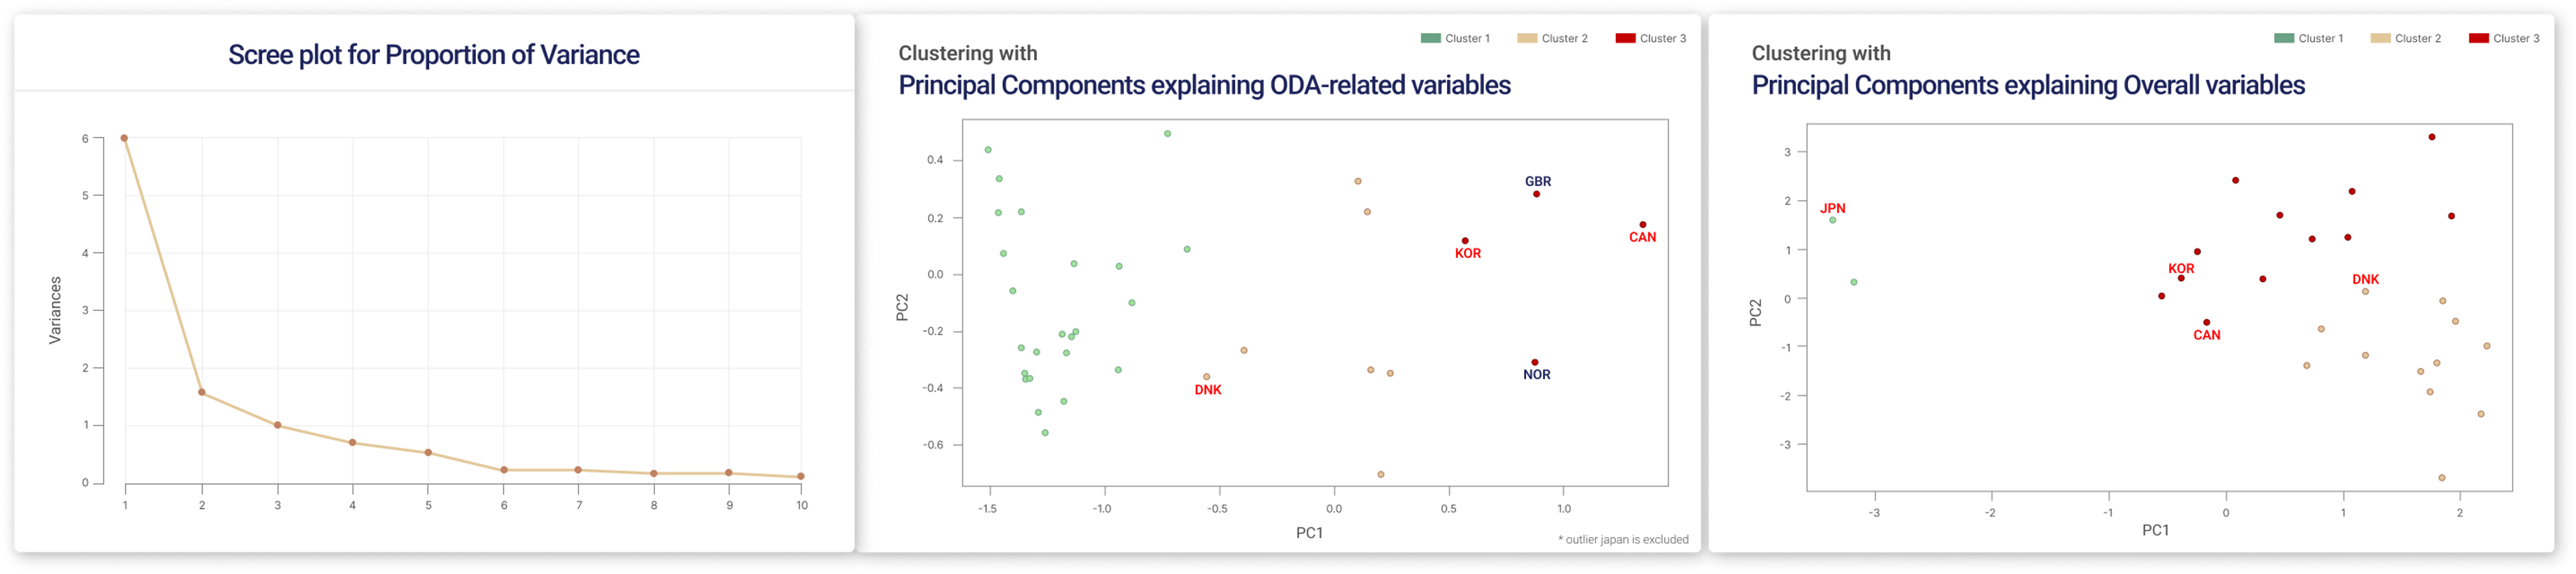 Scree plot for Proportion of Variance
Variances
6
5
4
3
2
1
0
1 2 3 4 5 6 7 8 9 10
Cluster 1 Cluster 2 Cluster 3
Clustering with
Principal Components explaining ODA-related variables
PC2
0.4
0.2
0.0
-0.2
-0.4
-0.6
GBR
CAN
KOR
NOR
DNK
-1.5 -1.0 -0.5 0.0 0.5 1.0
PC1
* outlier japan is excluded
Cluster 1 Cluster 2 Cluster 3
Clustering with
Principal Components explaining Overall variables
PC2
3
2
1
0
-1
-2
-3
JPN
KOR
DNK
CAN
-3 -2 -1 0 1 2
PC1